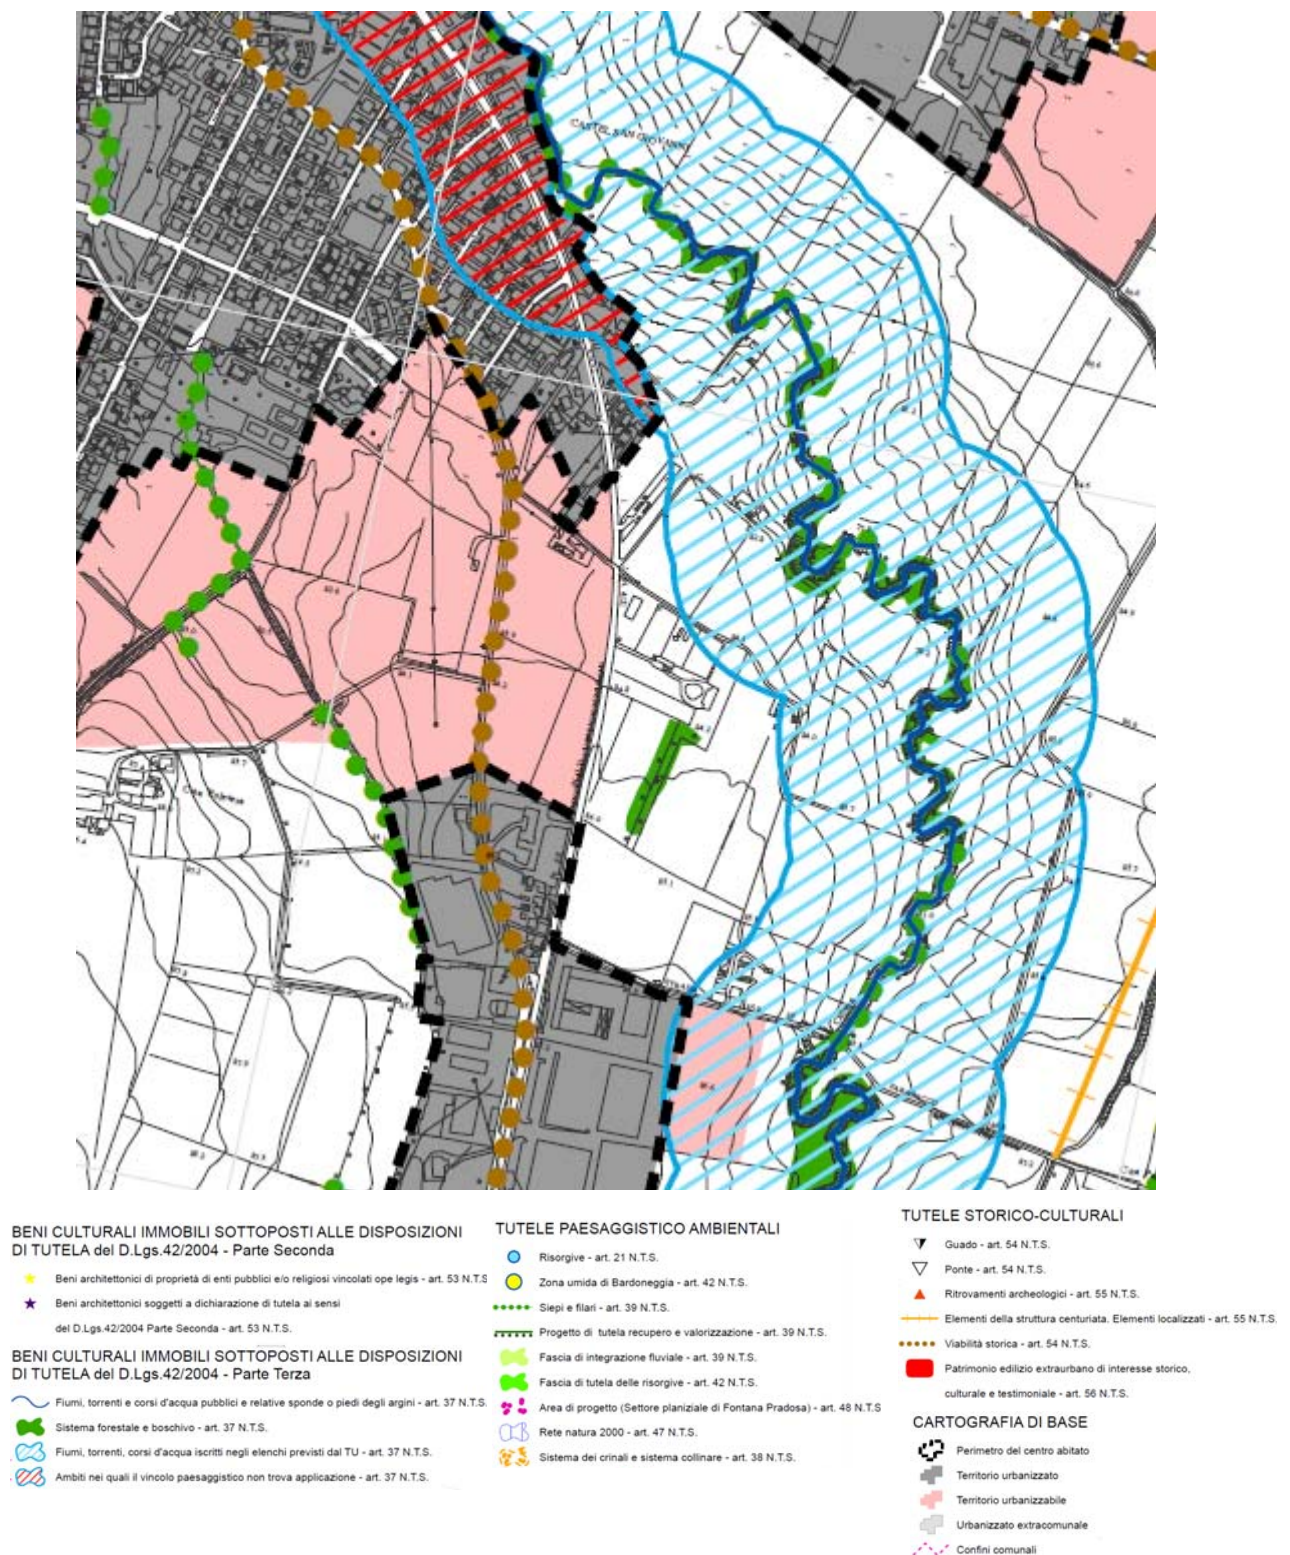 CASTEL SAN GIOVANNI
BENI CULTURALI IMMOBILI SOTTOPOSTI ALLE DISPOSIZIONI
DI TUTELA del D.Lgs.42/2004 - Parte Seconda
Beni architettonici di proprietà di enti pubblici e/o religiosi vincolati ope legis - art. 53 N.T.S
Beni architettonici soggetti a dichiarazione di tutela ai sensi
del D.Lgs.42/2004 Parte Seconda - art. 53 N.T.S.
BENI CULTURALI IMMOBILI SOTTOPOSTI ALLE DISPOSIZIONI
DI TUTELA del D.Lgs.42/2004 - Parte Terza
Fiumi, torrenti e corsi d'acqua pubblici e relative sponde o piedi degli argini - art. 37 N.T.S.
Sistema forestale e boschivo - art. 37 N.T.S.
Fiumi, torrenti, corsi d'acqua iscritti negli elenchi previsti dal TU - art. 37 N.T.S.
Ambiti nei quali il vincolo paesaggistico non trova applicazione - art. 37 N.T.S.
TUTELE PAESAGGISTICO AMBIENTALI
Risorgive - art. 21 N.T.S.
Zona umida di Bardoneggia - art. 42 N.T.S.
Siepi e filari - art. 39 N.T.S.
Progetto di tutela recupero e valorizzazione - art. 39 N.T.S.
Fascia di integrazione fluviale - art. 39 N.T.S.
Fascia di tutela delle risorgive - art. 42 N.T.S.
Area di progetto (Settore planiziale di Fontana Pradosa) - art. 48 N.T.S
Rete natura 2000 - art. 47 N.T.S.
Sistema dei crinali e sistema collinare - art. 38 N.T.S.
TUTELE STORICO-CULTURALI
Guado - art. 54 N.T.S.
Ponte - art. 54 N.T.S.
Ritrovamenti archeologici - art. 55 N.T.S.
Elementi della struttura centuriata. Elementi localizzati - art. 55 N.T.S.
Viabilità storica - art. 54 N.T.S.
Patrimonio edilizio extraurbano di interesse storico,
culturale e testimoniale - art. 56 N.T.S.
CARTOGRAFIA DI BASE
Perimetro del centro abitato
Territorio urbanizzato
Territorio urbanizzabile
Urbanizzato extracomunale
Confini comunali